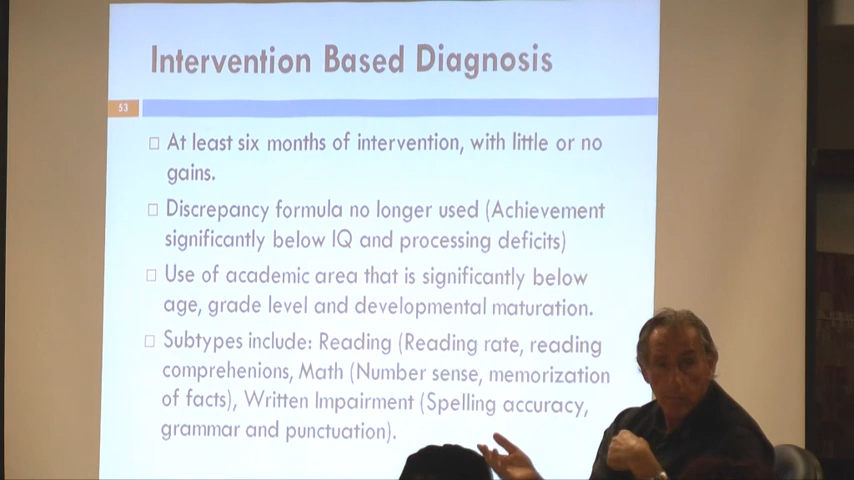 Intervention Based Diagnosis
53
At least six months of intervention, with little or no
gains.
Discrepancy formula no longer used (Achievement
significantly below IQ and processing deficits)
Use of academic area that is significantly below
age, grade level and developmental maturation.
Subtypes include: Reading (Reading rate, reading
comprehenions, Math (Number sense, memorization
of facts), Written Impairment (Spelling accuracy,
grammar and punctuation).